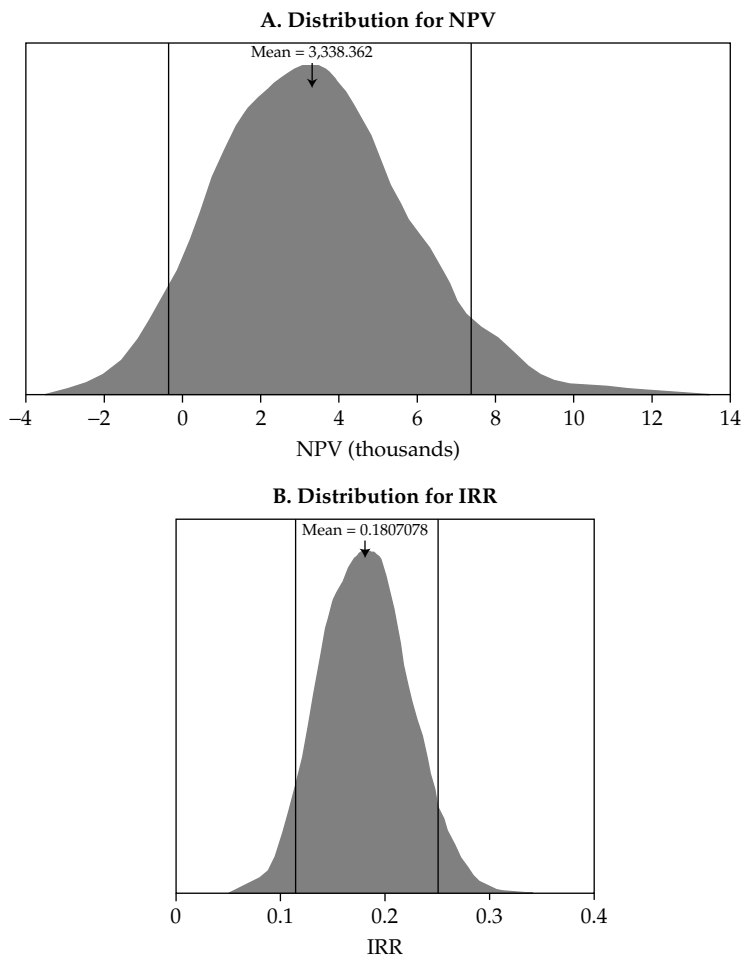 A. Distribution for NPV
Mean = 3,338.362
−4 −2 0 2 4 6 8 10 12 14
NPV (thousands)
B. Distribution for IRR
Mean = 0.1807078
0 0.1 0.2 0.3 0.4
IRR